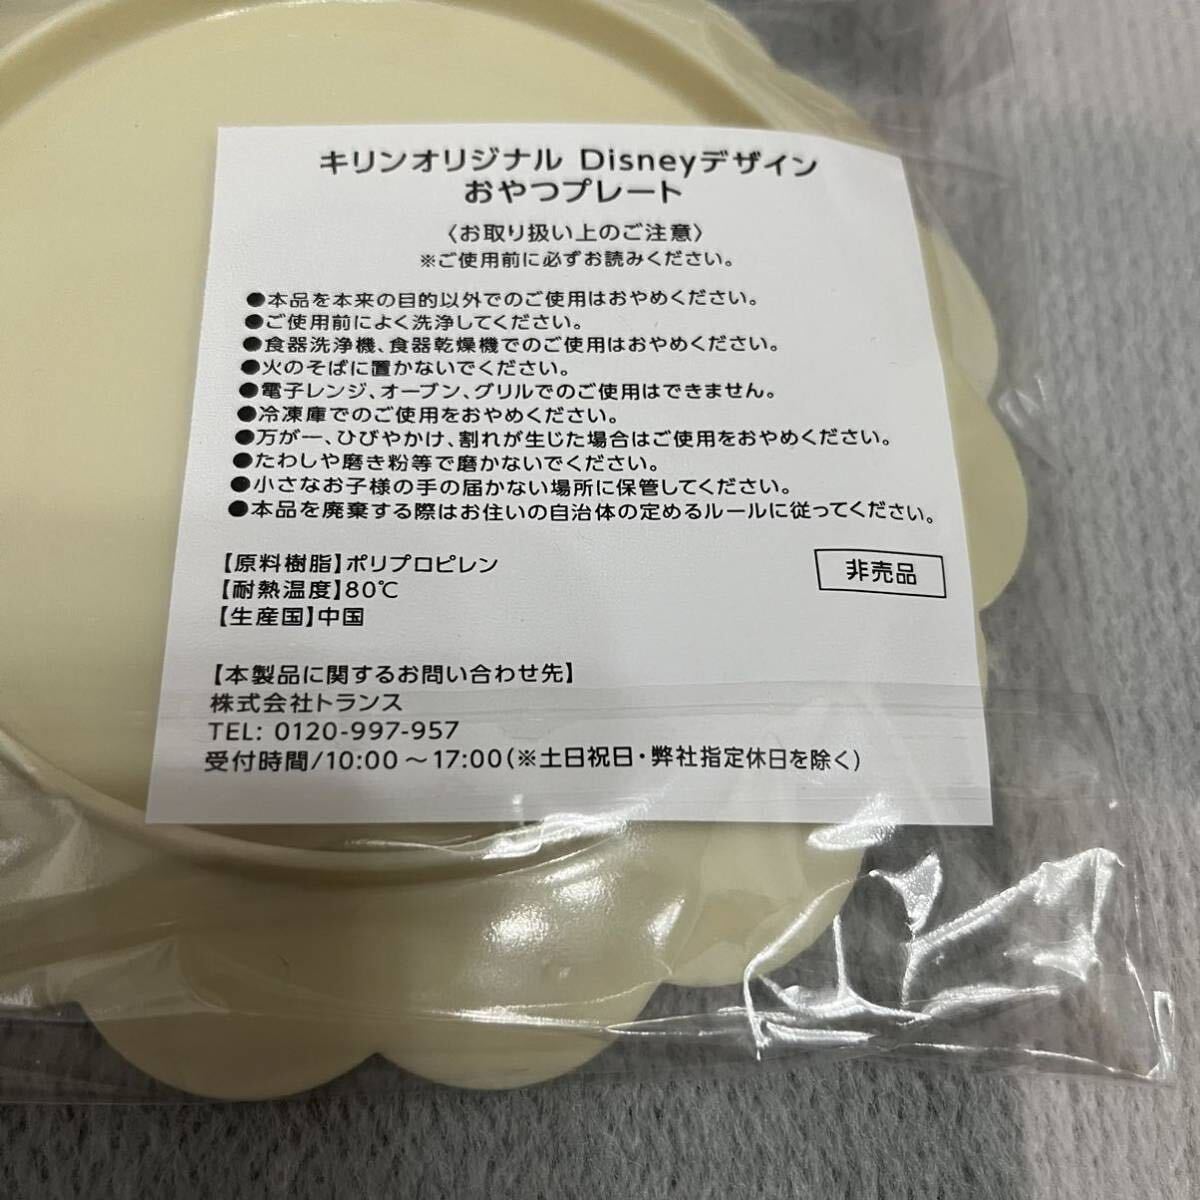 キリンオリジナル Disneyデザイン
おやつプレート
〈お取り扱い上のご注意〉
※ご使用前に必ずお読みください。
●本品を本来の目的以外でのご使用はおやめください。
●ご使用前によく洗浄してください。
●食器洗浄機、食器乾燥機でのご使用はおやめください。
●火のそばに置かないでください。
●電子レンジ、オーブン、グリルでのご使用はできません。
●冷凍庫でのご使用をおやめください。
●万が一、ひびやかけ、割れが生じた場合はご使用をおやめください。
●たわしや磨き粉等で磨かないでください。
●小さなお子様の手の届かない場所に保管してください。
●本品を廃棄する際はお住いの自治体の定めるルールに従ってください。
【原料樹脂】ポリプロピレン
【耐熱温度】80℃
【生産国】中国
非売品
【本製品に関するお問い合わせ先】
株式会社トランス
TEL: 0120-997-957
受付時間/10:00〜17:00(※土日祝日・弊社指定休日を除く)